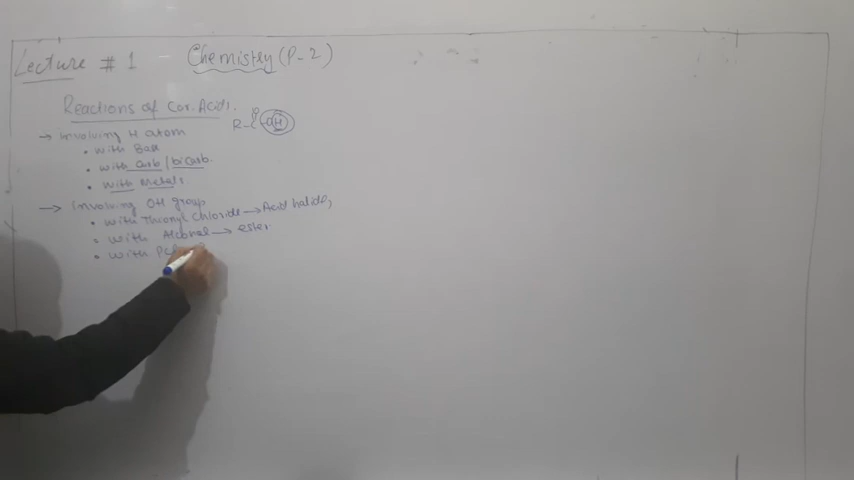 Lecture # 1 Chemistry (P-2)
Reactions of Car. Acids.
O
R-C-OH
→ Involving H atom
• with Base
• with carb/bicarb.
• with Metals
→ Involving OH group
• with Thionyl Chloride → Acid halide,
• with Alcohol → ester
• with